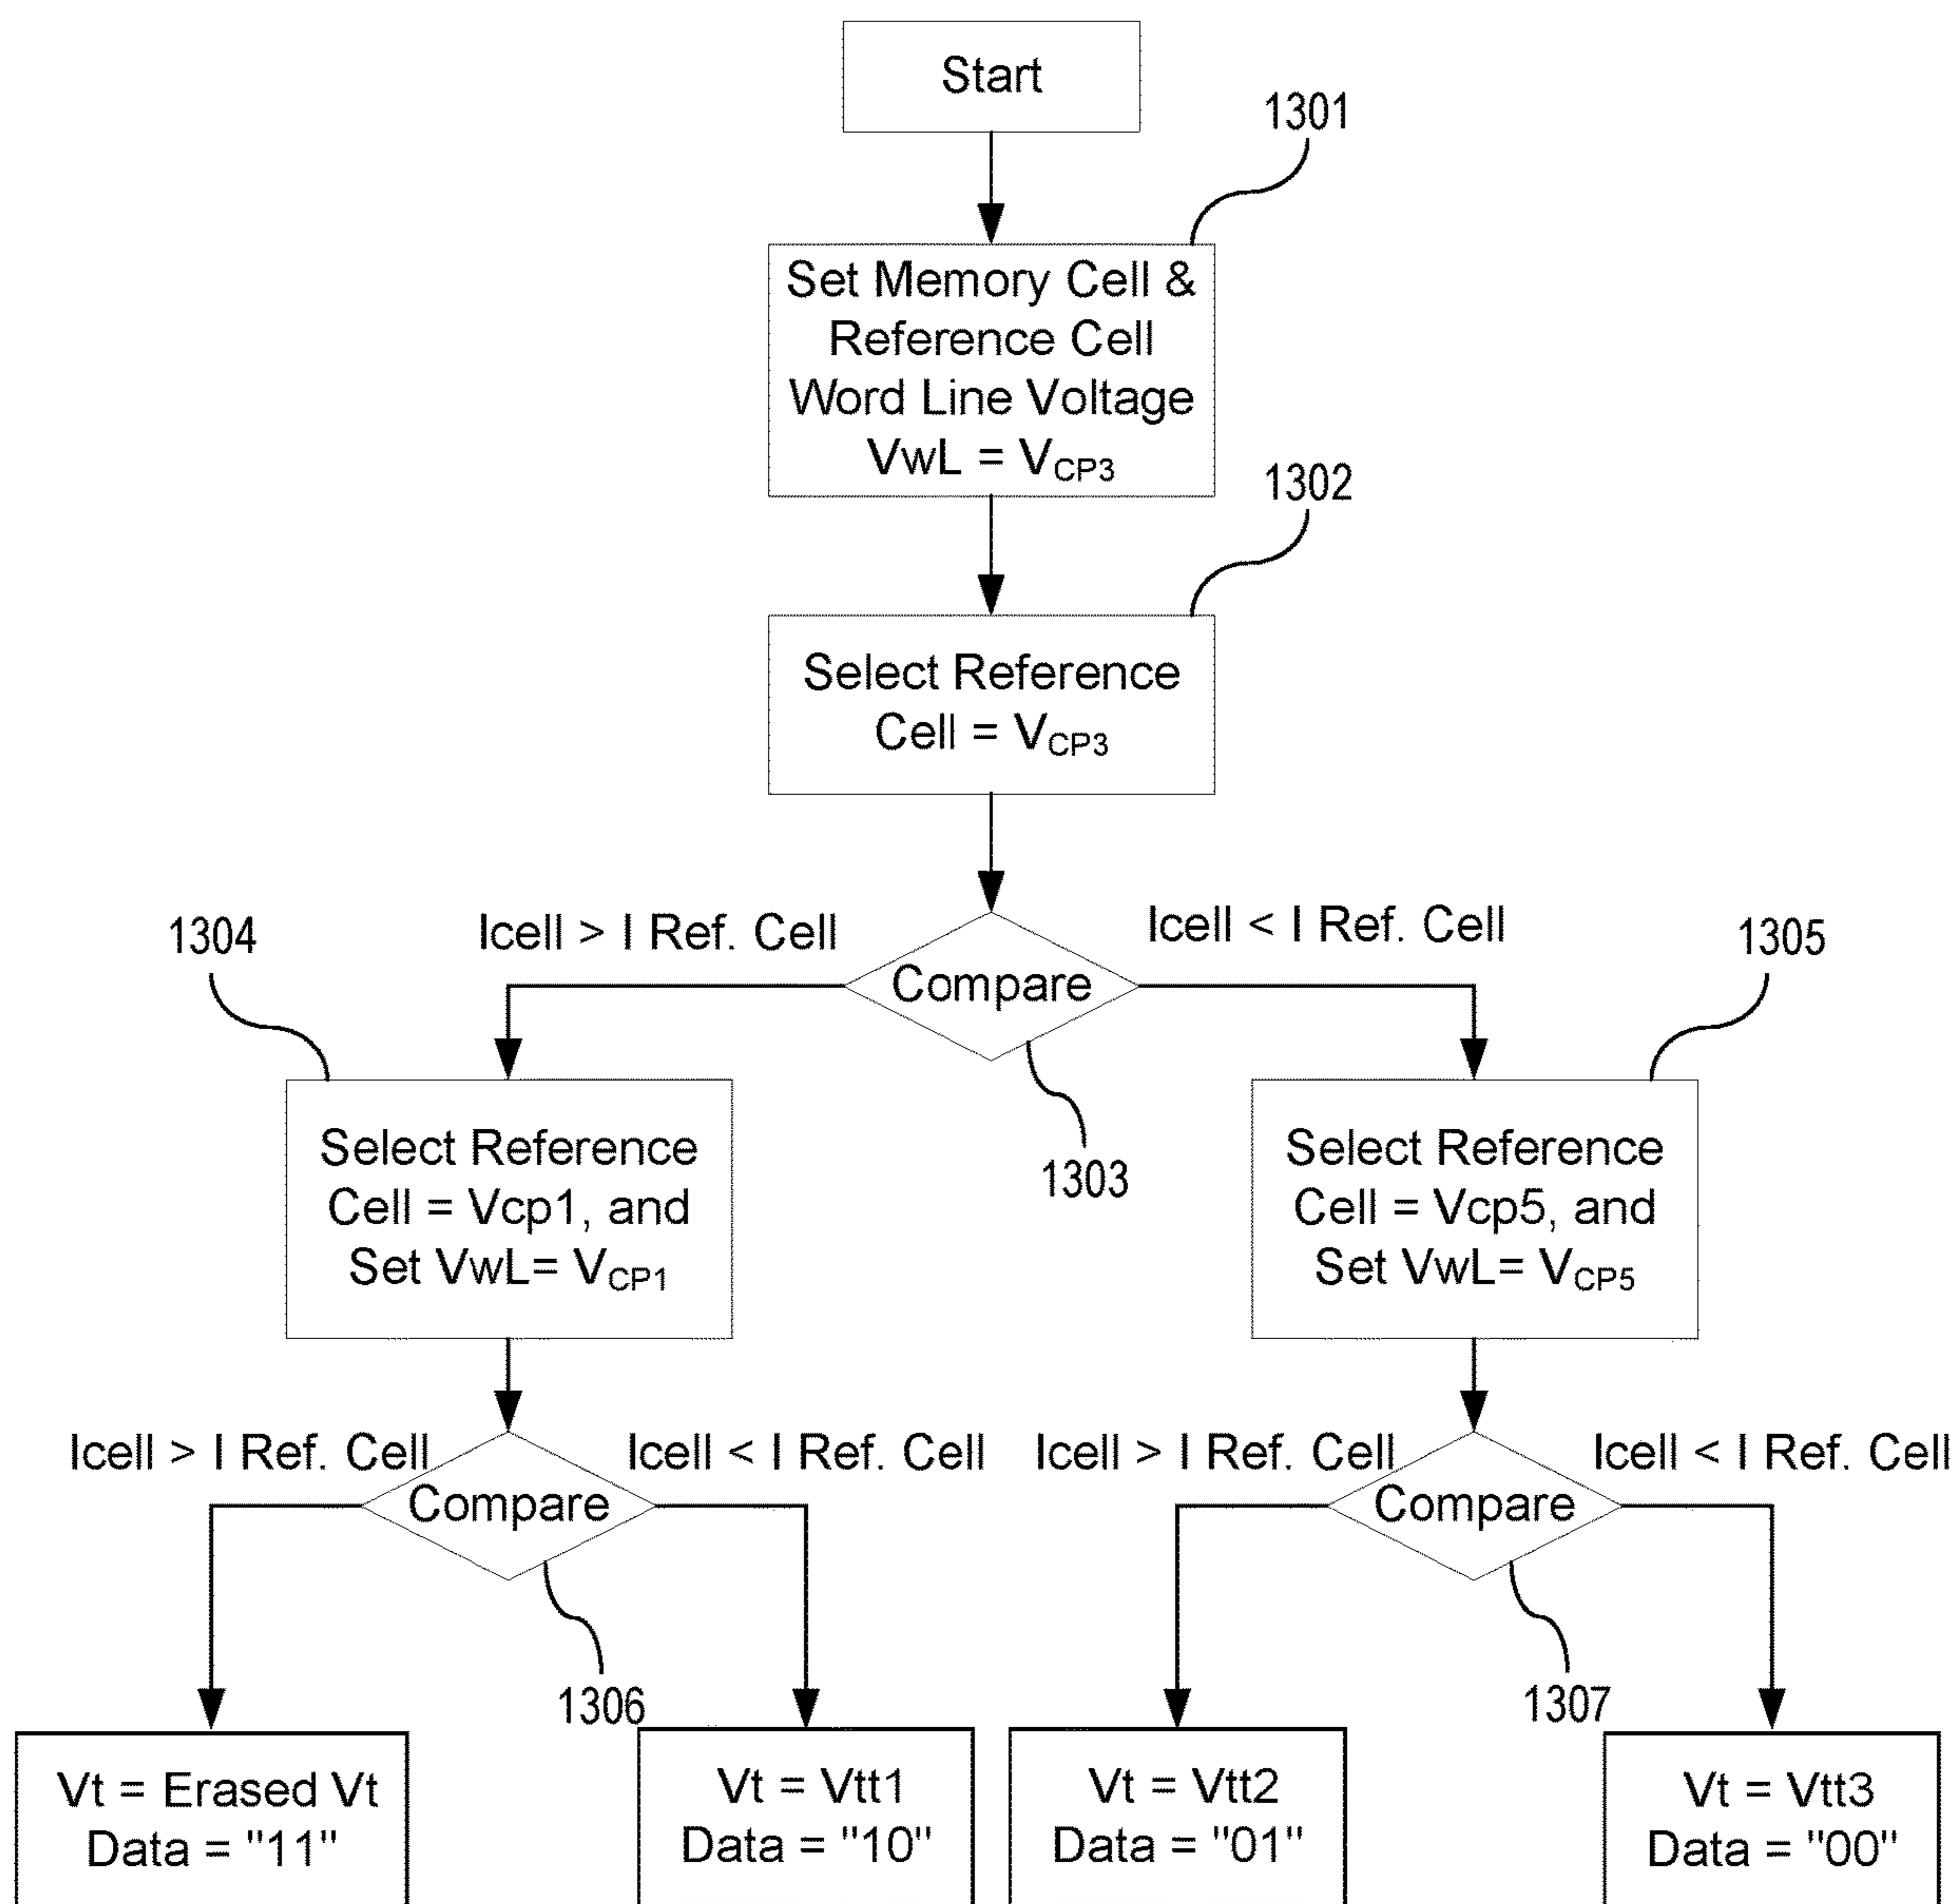 Start
1301
Set Memory Cell &
Reference Cell
Word Line Voltage
VwL = VCP3
1302
Select Reference
Cell = VCP3
Icell > I Ref. Cell
Icell < I Ref. Cell
1304
Compare
1305
1303
Select Reference
Cell = Vcp1, and
Set VwL= VCP1
Select Reference
Cell = Vcp5, and
Set VwL= VCP5
Icell > I Ref. Cell
Icell < I Ref. Cell
Icell > I Ref. Cell
Icell < I Ref. Cell
Compare
Compare
1306
1307
Vt = Erased Vt
Data = "11"
Vt = Vtt1
Data = "10"
Vt = Vtt2
Data = "01"
Vt = Vtt3
Data = "00"